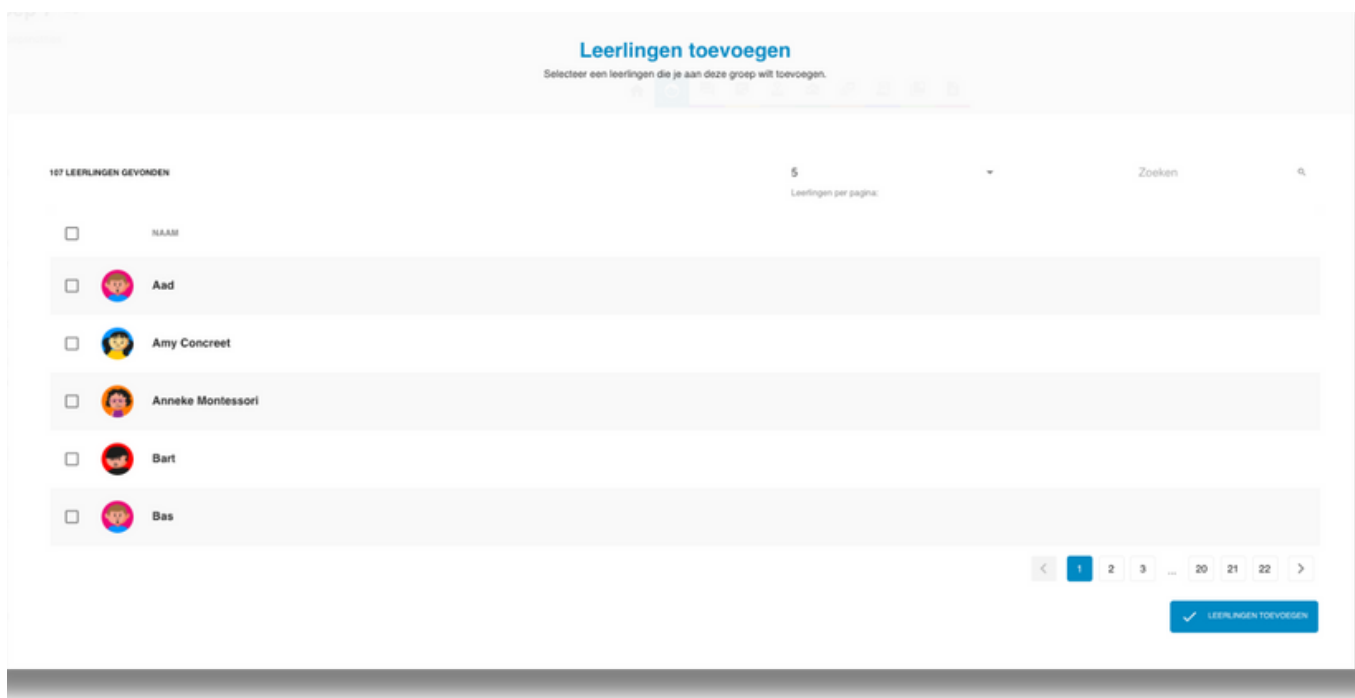 Leerlingen toevoegen
Selecteer een leerlingen die je aan deze groep wilt toevoegen.
107 LEERLINGEN GEVONDEN
5
Zoeken
Leerlingen per pagina:
NAAM
Aad
Amy Concreet
Anneke Montessori
Bart
Bas
1 2 3 ... 20 21 22
LEERLINGEN TOEVOEGEN